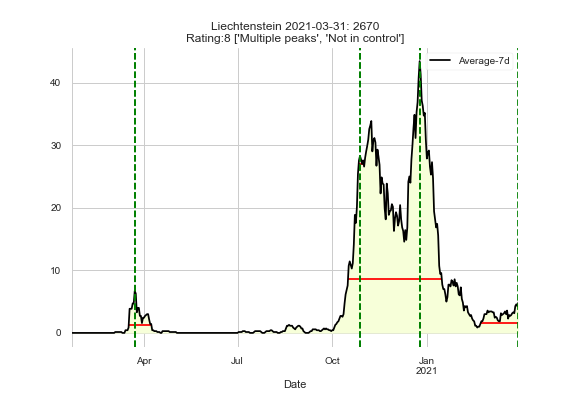 Liechtenstein 2021-03-31: 2670
Rating:8 ['Multiple peaks', 'Not in control']
Average-7d
40
30
20
10
0
Apr
Jul
Oct
Jan
2021
Date